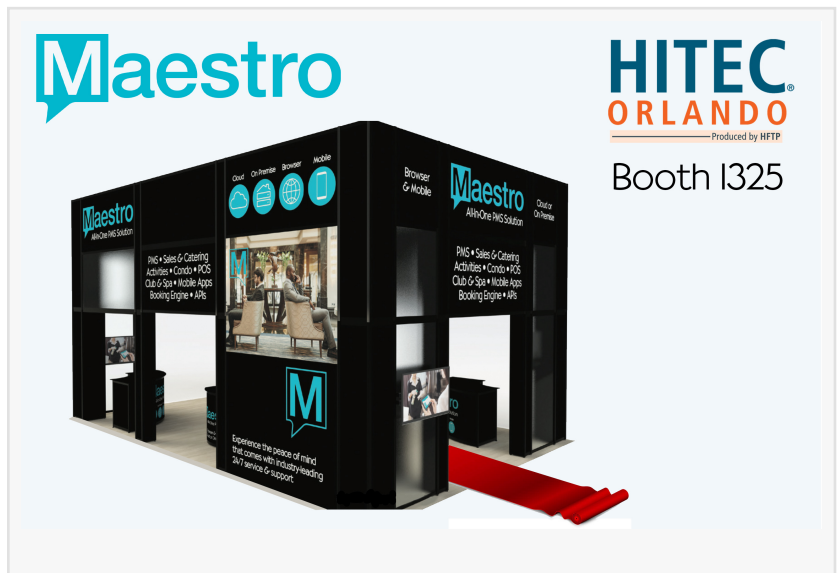 Maestro
HITEC®
ORLANDO
Produced by HFTP
Booth 1325
Maestro
All-In-One PMS Solution
PMS • Sales & Catering
Activities • Condo • POS
Club & Spa • Mobile Apps
Booking Engine • APIs
Cloud On Premise Browser Mobile
M
M
Experience the peace of mind
that comes with industry-leading
24/7 service & support
Browser
& Mobile
Maestro
All-In-One PMS Solution
Cloud or
On Premise
PMS • Sales & Catering
Activities • Condo • POS
Club & Spa • Mobile Apps
Booking Engine • APIs